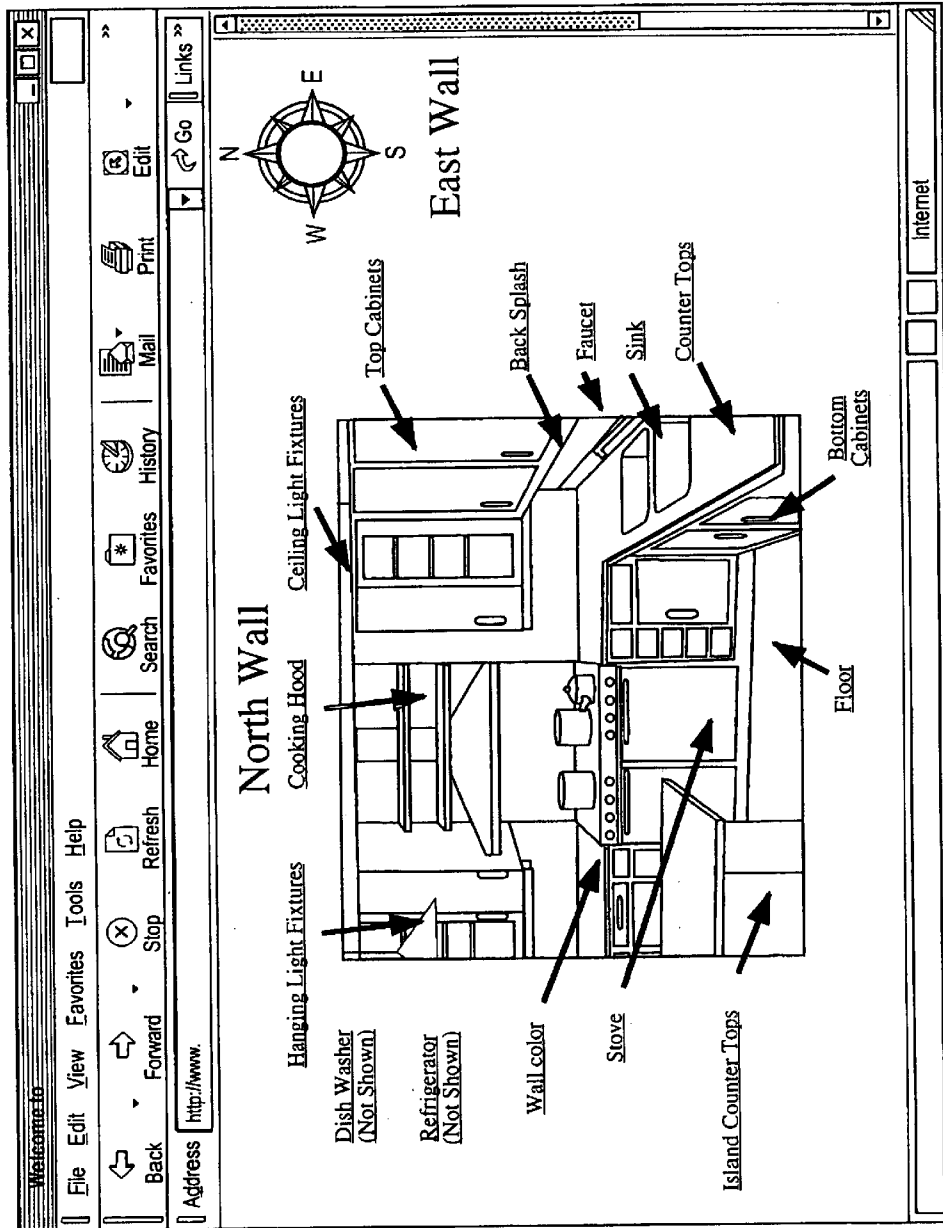 Welcome to
File Edit View Favorites Tools Help
Back Forward Stop Refresh Home Search Favorites History Mail Print Edit »
Address http://www. Go Links »
North Wall
N
W E
S
East Wall
Hanging Light Fixtures Cooking Hood Ceiling Light Fixtures
Dish Washer
(Not Shown)
Top Cabinets
Refrigerator
(Not Shown)
Back Splash
Wall color
Faucet
Stove
Sink
Counter Tops
Island Counter Tops
Floor
Bottom
Cabinets
Internet